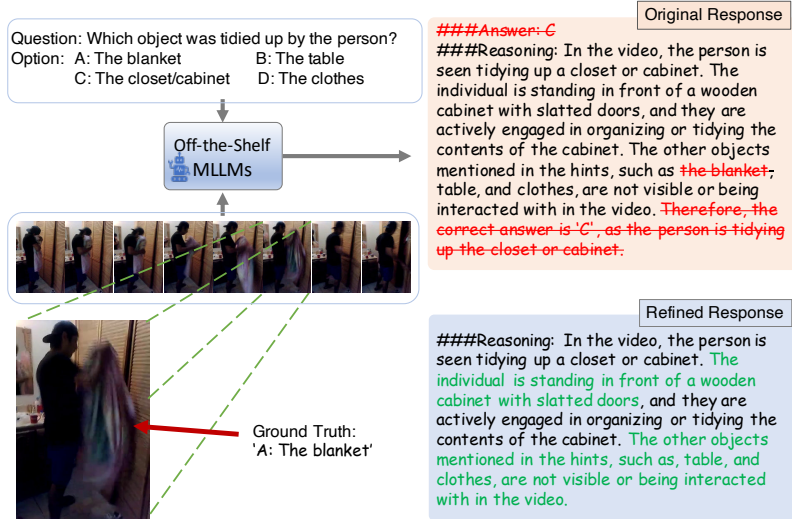 Question: Which object was tidied up by the person?
Option: A: The blanket B: The table
C: The closet/cabinet D: The clothes
Off-the-Shelf
MLLMs
Ground Truth:
'A: The blanket'
Original Response
###Answer: C
###Reasoning: In the video, the person is
seen tidying up a closet or cabinet. The
individual is standing in front of a wooden
cabinet with slatted doors, and they are
actively engaged in organizing or tidying the
contents of the cabinet. The other objects
mentioned in the hints, such as the blanket,
table, and clothes, are not visible or being
interacted with in the video. Therefore, the
correct answer is 'C', as the person is tidying
up the closet or cabinet.
Refined Response
###Reasoning: In the video, the person is
seen tidying up a closet or cabinet. The
individual is standing in front of a wooden
cabinet with slatted doors, and they are
actively engaged in organizing or tidying the
contents of the cabinet. The other objects
mentioned in the hints, such as, table, and
clothes, are not visible or being interacted
with in the video.